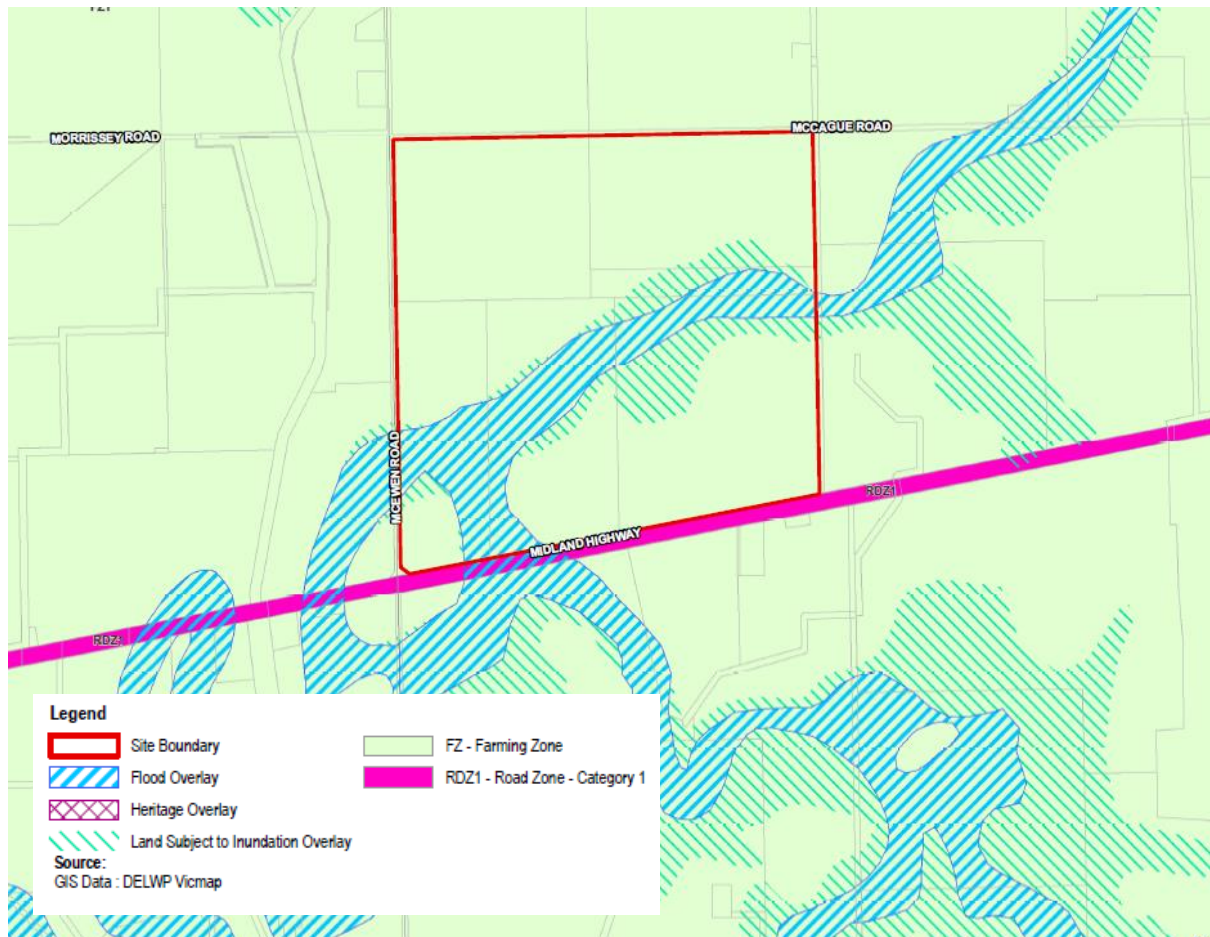 MORRISSEY ROAD
MCCAGUE ROAD
MCEWEN ROAD
MIDLAND HIGHWAY
RDZ1
RDZ1
Legend
Site Boundary
FZ - Farming Zone
Flood Overlay
RDZ1 - Road Zone - Category 1
Heritage Overlay
Land Subject to Inundation Overlay
Source:
GIS Data : DELWP Vicmap